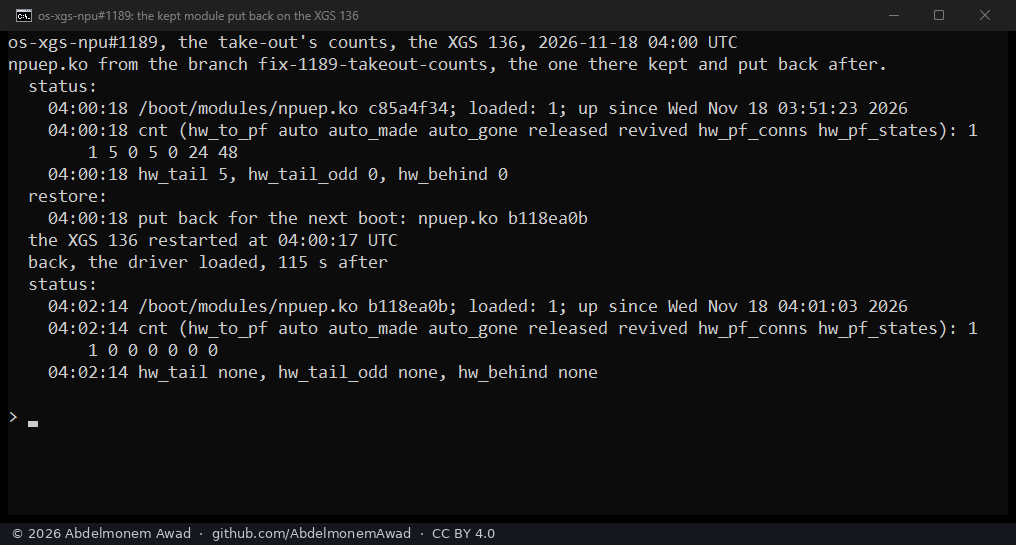 os-xgs-npu#1189: the kept module put back on the XGS 136
os-xgs-npu#1189, the take-out's counts, the XGS 136, 2026-11-18 04:00 UTC
npuep.ko from the branch fix-1189-takeout-counts, the one there kept and put back after.
status:
04:00:18 /boot/modules/npuep.ko c85a4f34; loaded: 1; up since Wed Nov 18 03:51:23 2026
04:00:18 cnt (hw_to_pf auto auto_made auto_gone released revived hw_pf_conns hw_pf_states): 1
1 5 0 5 0 24 48
04:00:18 hw_tail 5, hw_tail_odd 0, hw_behind 0
restore:
04:00:18 put back for the next boot: npuep.ko b118ea0b
the XGS 136 restarted at 04:00:17 UTC
back, the driver loaded, 115 s after
status:
04:02:14 /boot/modules/npuep.ko b118ea0b; loaded: 1; up since Wed Nov 18 04:01:03 2026
04:02:14 cnt (hw_to_pf auto auto_made auto_gone released revived hw_pf_conns hw_pf_states): 1
1 0 0 0 0 0 0
04:02:14 hw_tail none, hw_tail_odd none, hw_behind none
>
© 2026 Abdelmonem Awad · github.com/AbdelmonemAwad · CC BY 4.0